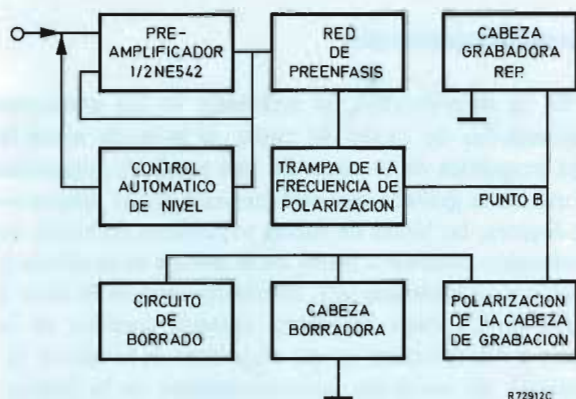 PRE-
AMPLIFICADOR
1/2NE542
RED
DE
PREENFASIS
CABEZA
GRABADORA
REP.
CONTROL
AUTOMATICO
DE NIVEL
TRAMPA DE LA
FRECUENCIA DE
POLARIZACION
PUNTO B
CIRCUITO
DE
BORRADO
CABEZA
BORRADORA
POLARIZACION
DE LA CABEZA
DE GRABACION
R72912C